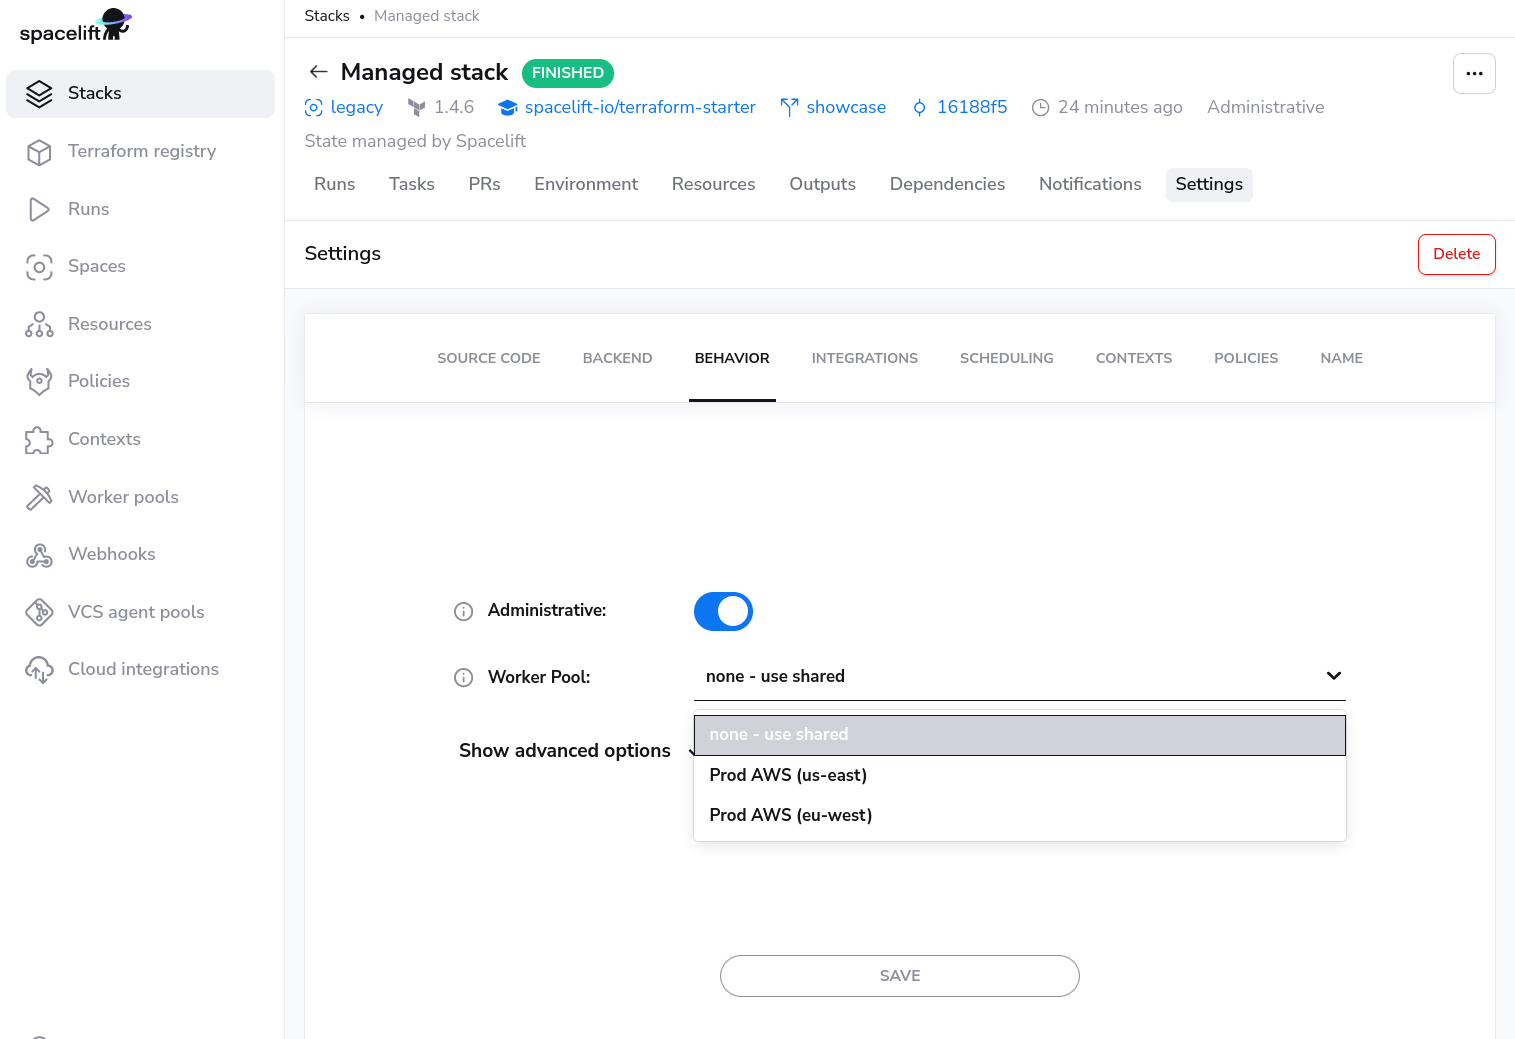 spacelift
Stacks
Terraform registry
Runs
Spaces
Resources
Policies
Contexts
Worker pools
Webhooks
VCS agent pools
Cloud integrations
Stacks • Managed stack
Managed stack FINISHED
legacy 1.4.6 spacelift-io/terraform-starter showcase 16188f5 24 minutes ago Administrative
State managed by Spacelift
Runs Tasks PRs Environment Resources Outputs Dependencies Notifications Settings
Settings Delete
SOURCE CODE BACKEND BEHAVIOR INTEGRATIONS SCHEDULING CONTEXTS POLICIES NAME
Administrative:
Worker Pool: none - use shared
none - use shared
Show advanced options
Prod AWS (us-east)
Prod AWS (eu-west)
SAVE